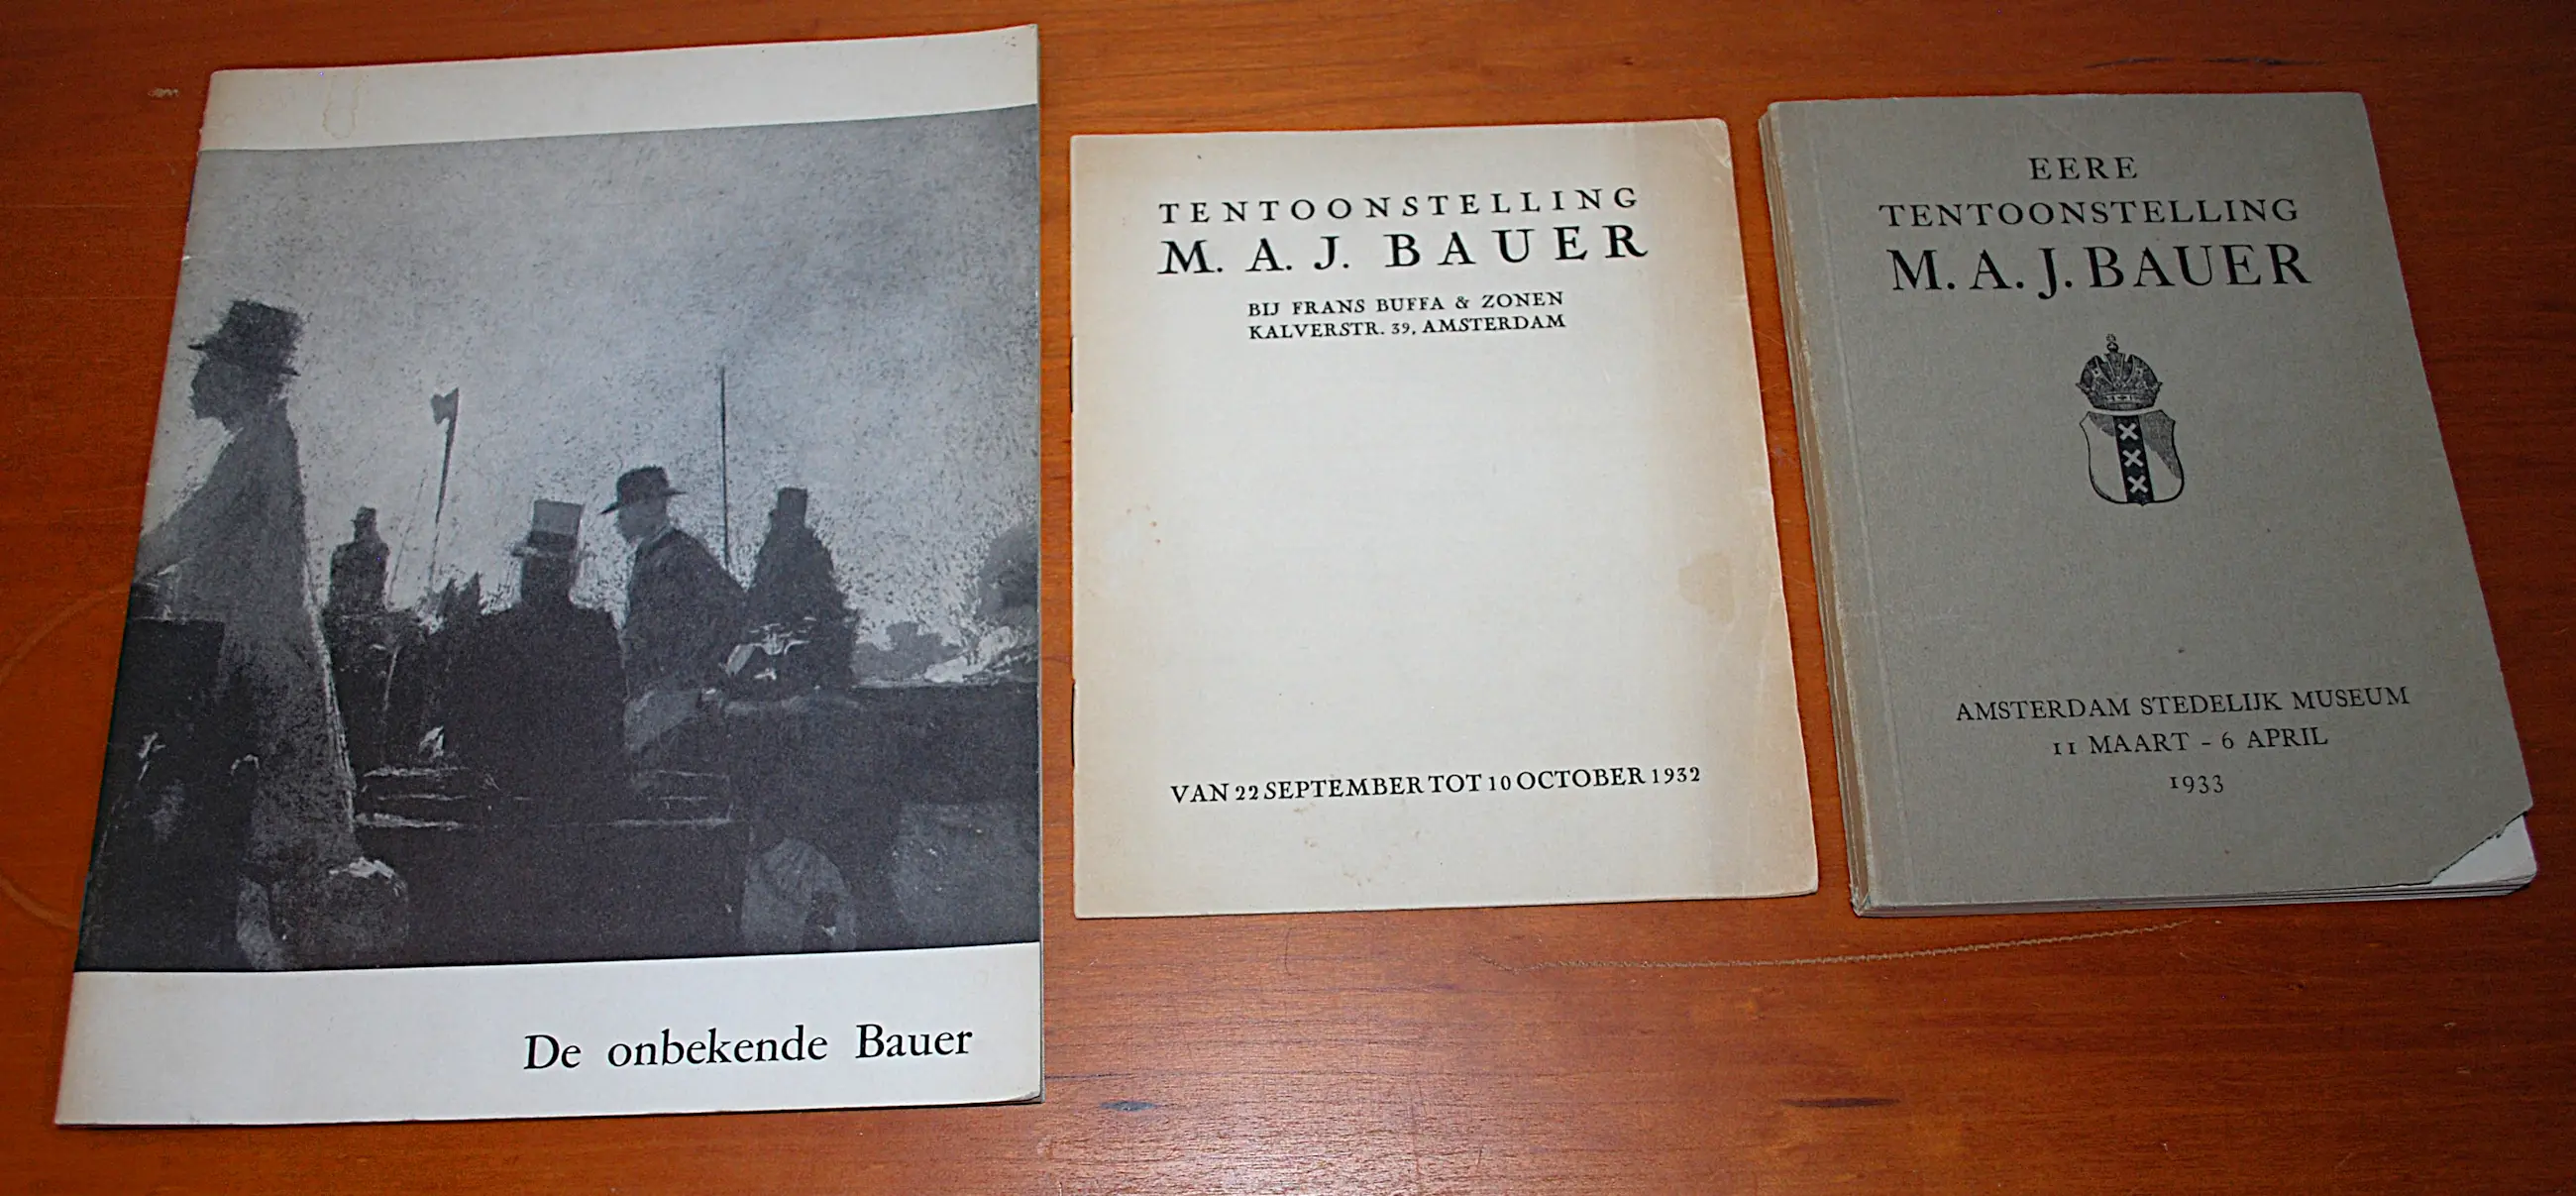 De onbekende Bauer
TENTOONSTELLING
M. A. J. BAUER
BIJ FRANS BUFFA & ZONEN
KALVERSTR. 39, AMSTERDAM
VAN 22 SEPTEMBER TOT 10 OCTOBER 1932
EERE
TENTOONSTELLING
M. A. J. BAUER
AMSTERDAM STEDELIJK MUSEUM
11 MAART - 6 APRIL
1933